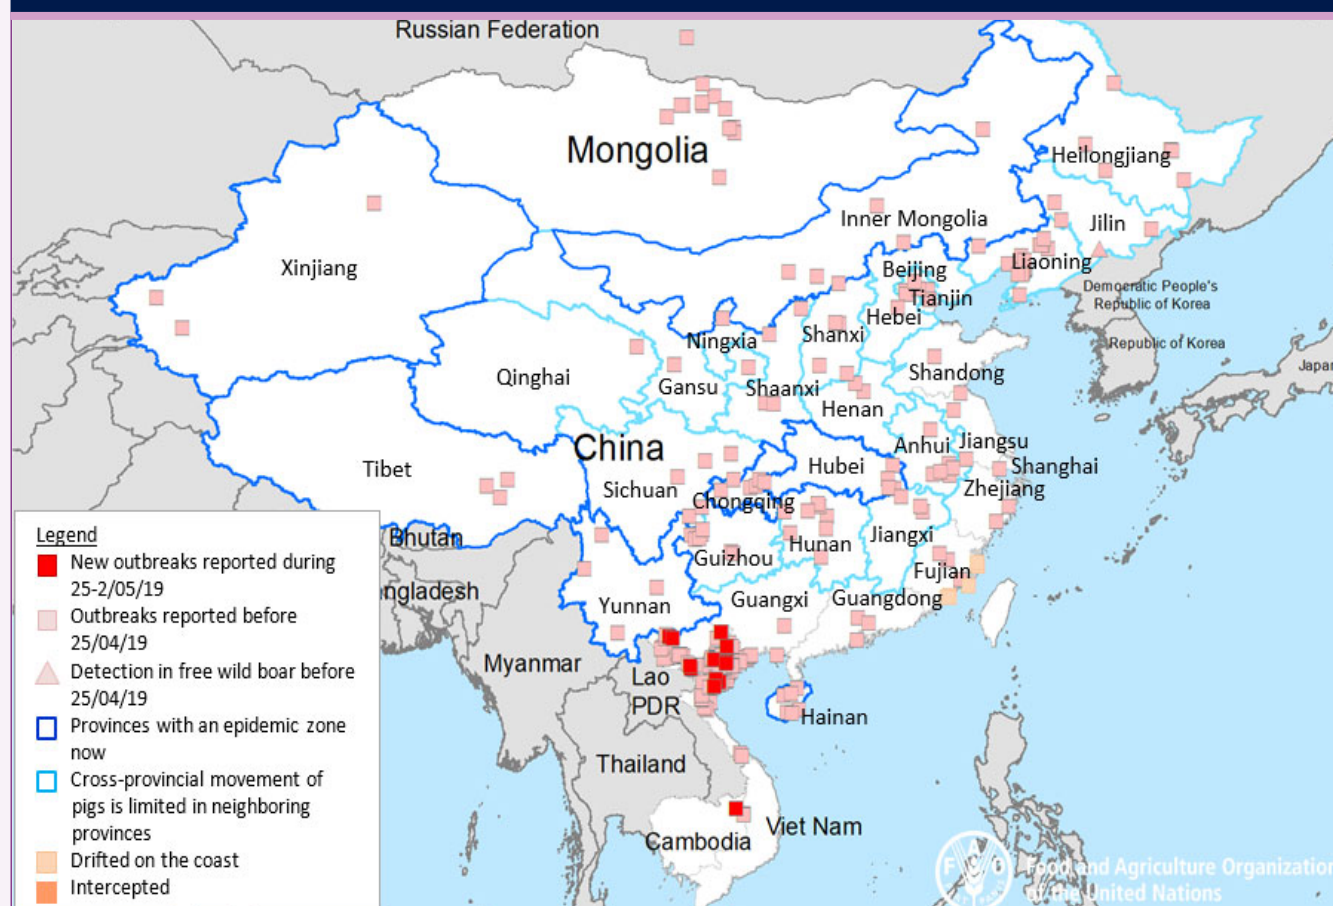 Russian Federation
Mongolia
Heilongjiang
Inner Mongolia
Jilin
Xinjiang
Beijing
Liaoning
Tianjin
Democratic People's
Republic of Korea
Hebei
Ningxia
Shanxi
Republic of Korea
Qinghai
Gansu
Shaanxi
Shandong
Japan
Henan
China
Anhui
Jiangsu
Tibet
Hubei
Shanghai
Sichuan
Chongqing
Zhejiang
Bhutan
Guizhou
Hunan
Jiangxi
Fujian
ngladesh
Yunnan
Guangxi
Guangdong
Myanmar
Lao
PDR
Hainan
Thailand
Viet Nam
Cambodia
Legend
New outbreaks reported during
25-2/05/19
Outbreaks reported before
25/04/19
Detection in free wild boar before
25/04/19
Provinces with an epidemic zone
now
Cross-provincial movement of
pigs is limited in neighboring
provinces
Drifted on the coast
Intercepted
FAO
FIAT PANIS
Food and Agriculture Organization
of the United Nations